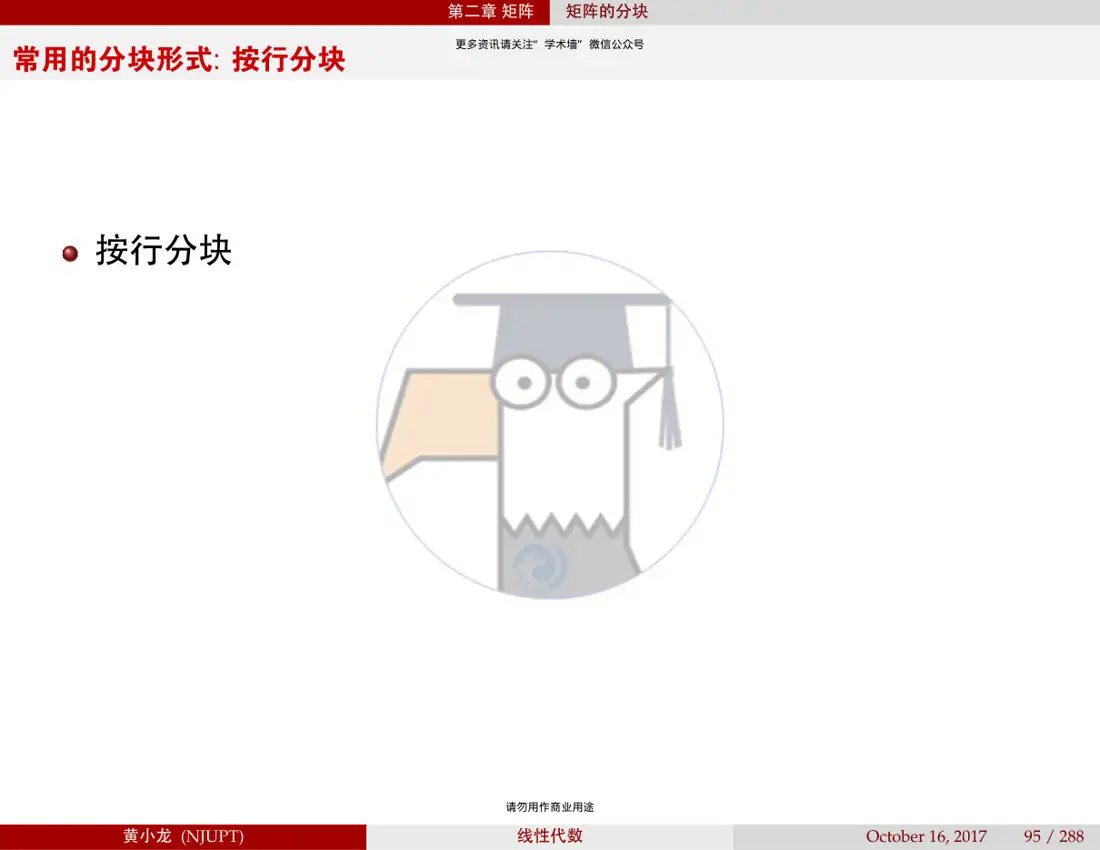 第二章 矩阵 矩阵的分块
更多资讯请关注“学术墙”微信公众号
常用的分块形式: 按行分块
按行分块
请勿用作商业用途
黄小龙 (NJUPT) 线性代数 October 16, 2017 95 / 288